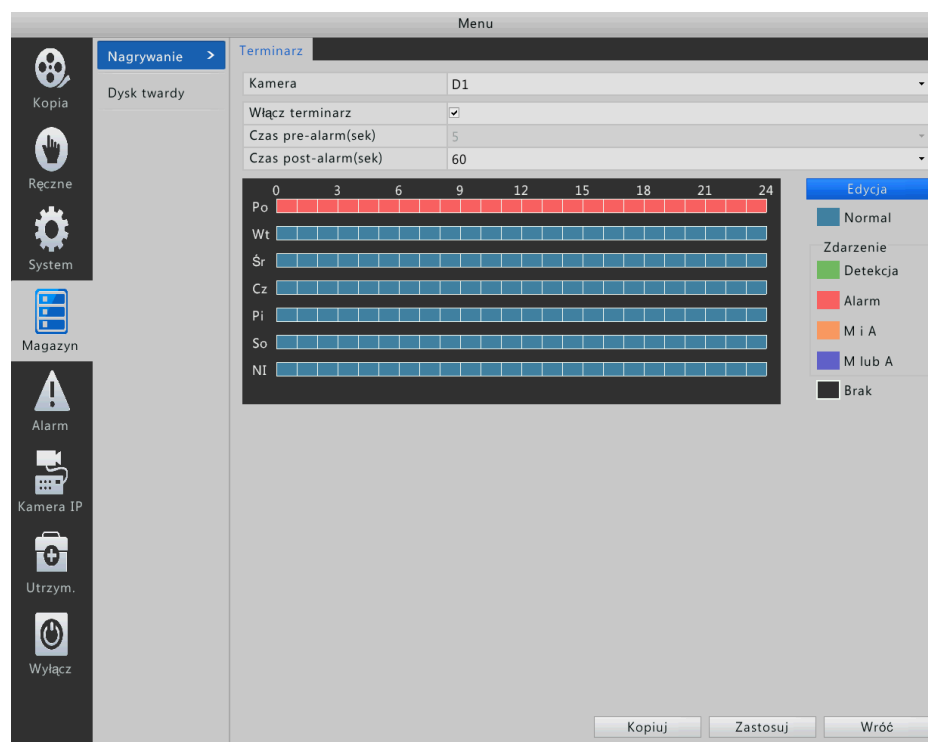 Menu
Kopia
Ręczne
System
Magazyn
Alarm
Kamera IP
Utrzym.
Wyłącz
Nagrywanie >
Dysk twardy
Terminarz
Kamera D1
Włącz terminarz
Czas pre-alarm(sek) 5
Czas post-alarm(sek) 60
0 3 6 9 12 15 18 21 24
Po
Wt
Śr
Cz
Pi
So
NI
Edycja
Normal
Zdarzenie
Detekcja
Alarm
M i A
M lub A
Brak
Kopiuj Zastosuj Wróć